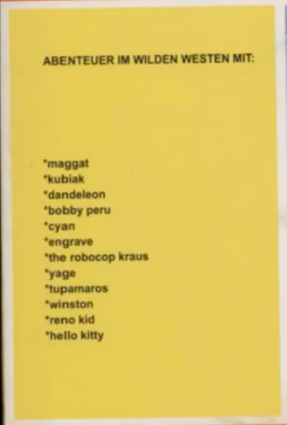 ABENTEUER IM WILDEN WESTEN MIT:
*maggat
*kubiak
*dandeleon
*bobby peru
*cyan
*engrave
*the robocop kraus
*yage
*tupamaros
*winston
*reno kid
*hello kitty